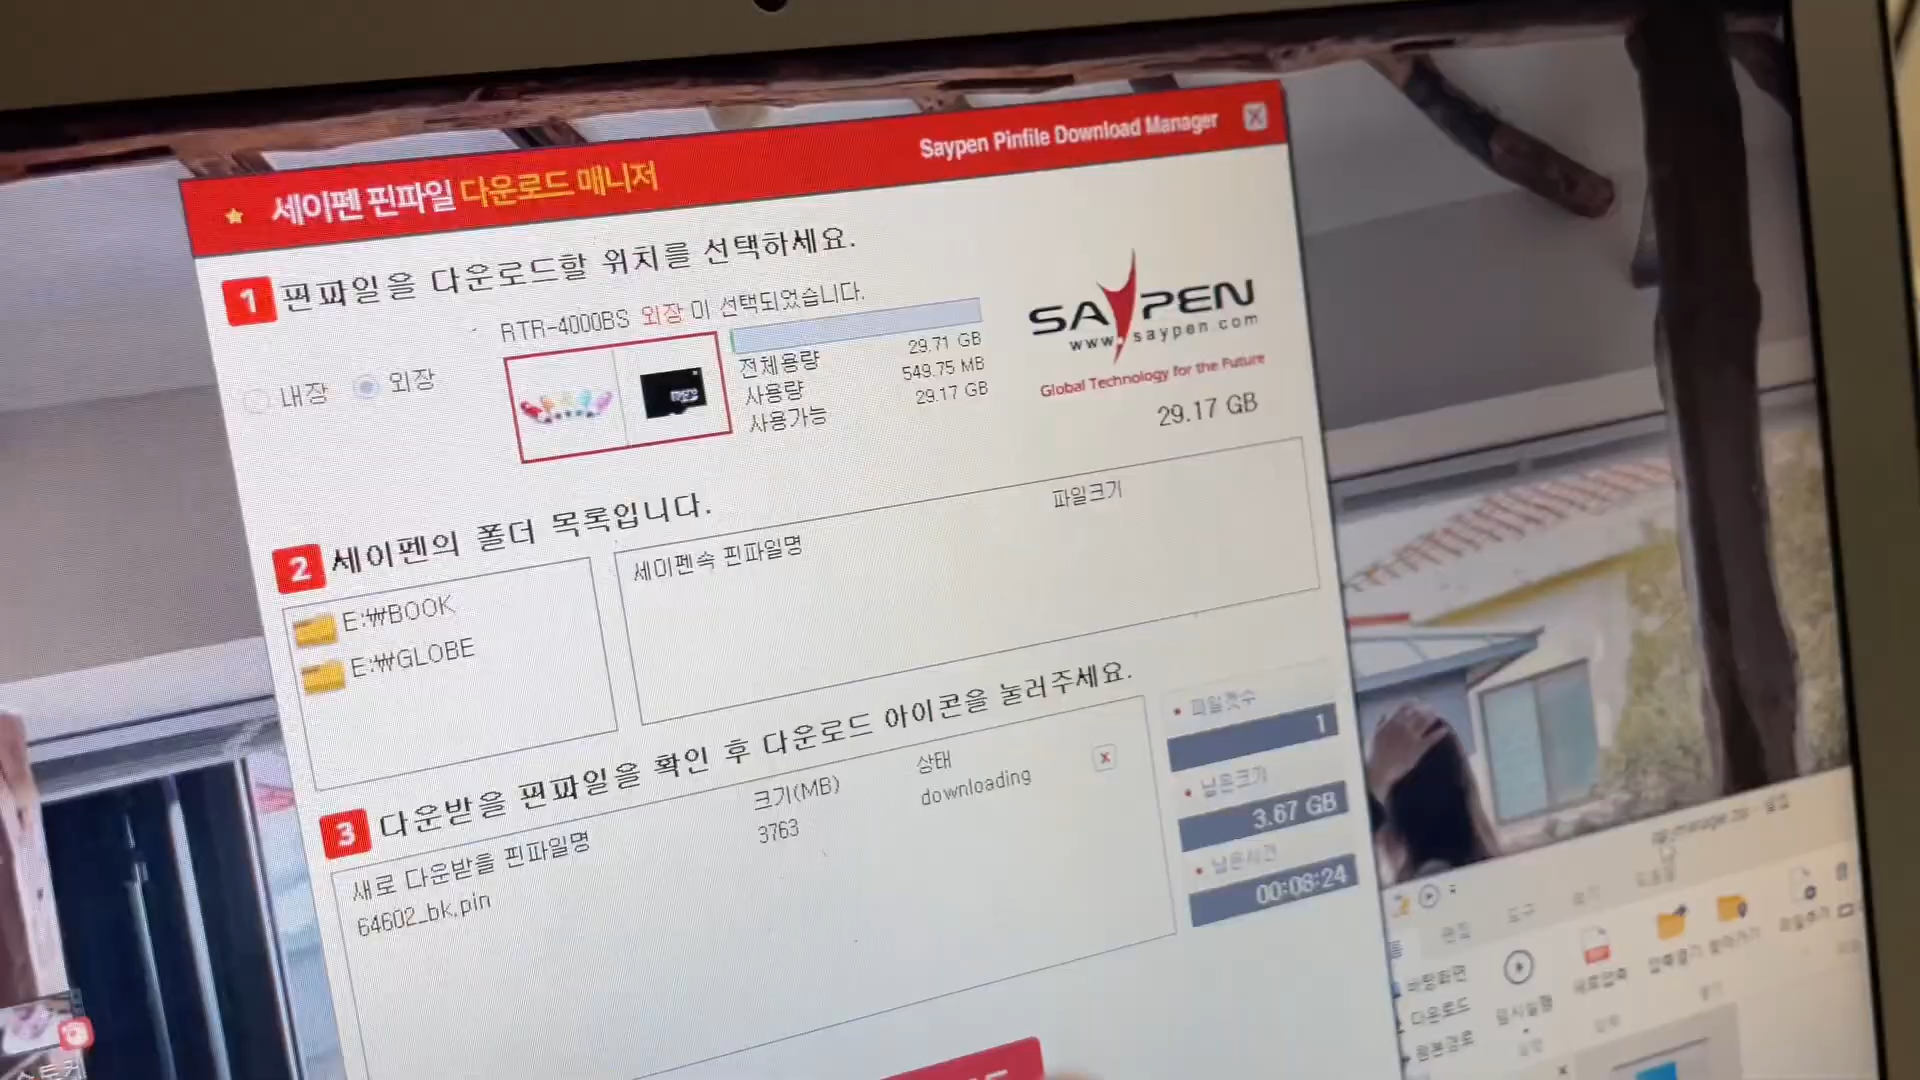 세이펜 핀파일 다운로드 매니저
Saypen Pinfile Download Manager
1 핀파일을 다운로드할 위치를 선택하세요.
RTR-4000BS 외장 이 선택되었습니다.
내장 외장
전체용량 29.71 GB
사용량 549.75 MB
사용가능 29.17 GB
SAYPEN
www.saypen.com
Global Technology for the Future
29.17 GB
2 세이펜의 폴더 목록입니다.
E:₩BOOK
E:₩GLOBE
세이펜속 핀파일명 파일크기
3 다운받을 핀파일을 확인 후 다운로드 아이콘을 눌러주세요.
새로 다운받을 핀파일명 크기(MB) 상태
64602_bk.pin 3763 downloading
파일갯수
1
남은크기
3.67 GB
남은시간
00:08:24
바탕화면
다운로드